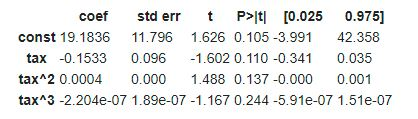 coef std err t P>|t| [0.025 0.975]
const 19.1836 11.796 1.626 0.105 -3.991 42.358
tax -0.1533 0.096 -1.602 0.110 -0.341 0.035
tax^2 0.0004 0.000 1.488 0.137 -0.000 0.001
tax^3 -2.204e-07 1.89e-07 -1.167 0.244 -5.91e-07 1.51e-07